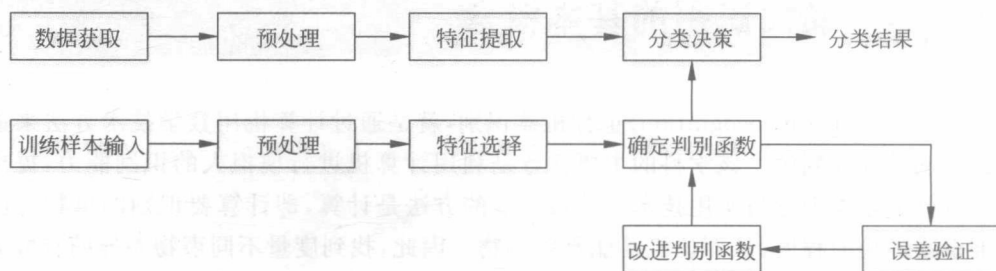 数据获取
预处理
特征提取
分类决策
分类结果
训练样本输入
预处理
特征选择
确定判别函数
改进判别函数
误差验证